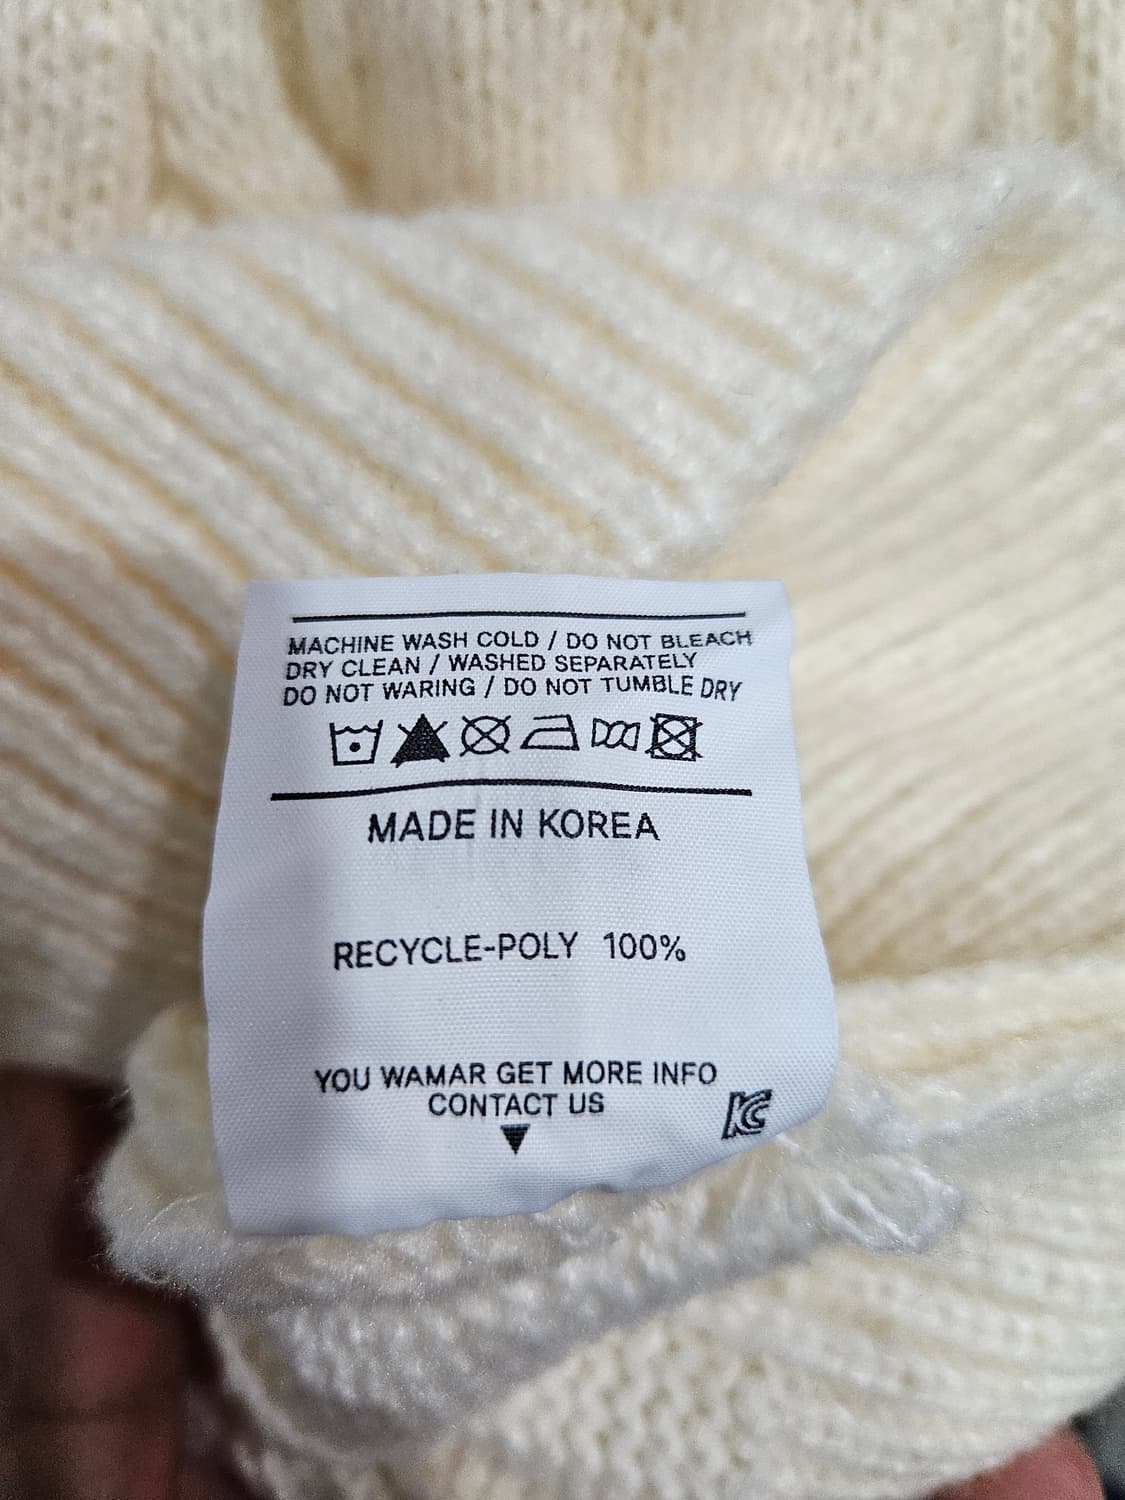 MACHINE WASH COLD / DO NOT BLEACH
DRY CLEAN / WASHED SEPARATELY
DO NOT WARING / DO NOT TUMBLE DRY
MADE IN KOREA
RECYCLE-POLY 100%
YOU WAMAR GET MORE INFO
CONTACT US
KC